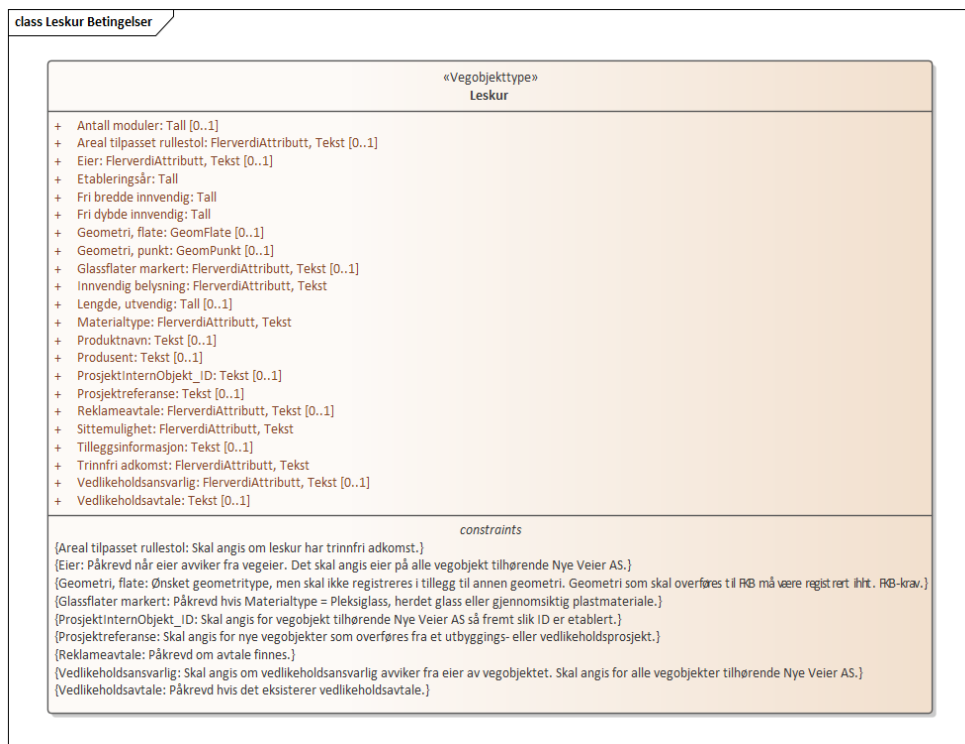 class Leskur Betingelser
«Vegobjekttype»
Leskur
+ Antall moduler: Tall [0..1]
+ Areal tilpasset rullestol: FlerverdiAttributt, Tekst [0..1]
+ Eier: FlerverdiAttributt, Tekst [0..1]
+ Etableringsår: Tall
+ Fri bredde innvendig: Tall
+ Fri dybde innvendig: Tall
+ Geometri, flate: GeomFlate [0..1]
+ Geometri, punkt: GeomPunkt [0..1]
+ Glassflater markert: FlerverdiAttributt, Tekst [0..1]
+ Innvendig belysning: FlerverdiAttributt, Tekst
+ Lengde, utvendig: Tall [0..1]
+ Materialtype: FlerverdiAttributt, Tekst
+ Produktnavn: Tekst [0..1]
+ Produsent: Tekst [0..1]
+ ProsjektInternObjekt_ID: Tekst [0..1]
+ Prosjektreferanse: Tekst [0..1]
+ Reklameavtale: FlerverdiAttributt, Tekst [0..1]
+ Sittemulighet: FlerverdiAttributt, Tekst
+ Tilleggsinformasjon: Tekst [0..1]
+ Trinnfri adkomst: FlerverdiAttributt, Tekst
+ Vedlikeholdsansvarlig: FlerverdiAttributt, Tekst [0..1]
+ Vedlikeholdsavtale: Tekst [0..1]
constraints
{Areal tilpasset rullestol: Skal angis om leskur har trinnfri adkomst.}
{Eier: Påkrevd når eier avviker fra vegeier. Det skal angis eier på alle vegobjekt tilhørende Nye Veier AS.}
{Geometri, flate: Ønsket geometritype, men skal ikke registreres i tillegg til annen geometri. Geometri som skal overføres til FKB må være registrert ihht. FKB-krav.}
{Glassflater markert: Påkrevd hvis Materialtype = Pleksiglass, herdet glass eller gjennomsiktig plastmateriale.}
{ProsjektInternObjekt_ID: Skal angis for vegobjekt tilhørende Nye Veier AS så fremt slik ID er etablert.}
{Prosjektreferanse: Skal angis for nye vegobjekter som overføres fra et utbyggings- eller vedlikeholdsprosjekt.}
{Reklameavtale: Påkrevd om avtale finnes.}
{Vedlikeholdsansvarlig: Skal angis om vedlikeholdsansvarlig avviker fra eier av vegobjektet. Skal angis for alle vegobjekter tilhørende Nye Veier AS.}
{Vedlikeholdsavtale: Påkrevd hvis det eksisterer vedlikeholdsavtale.}